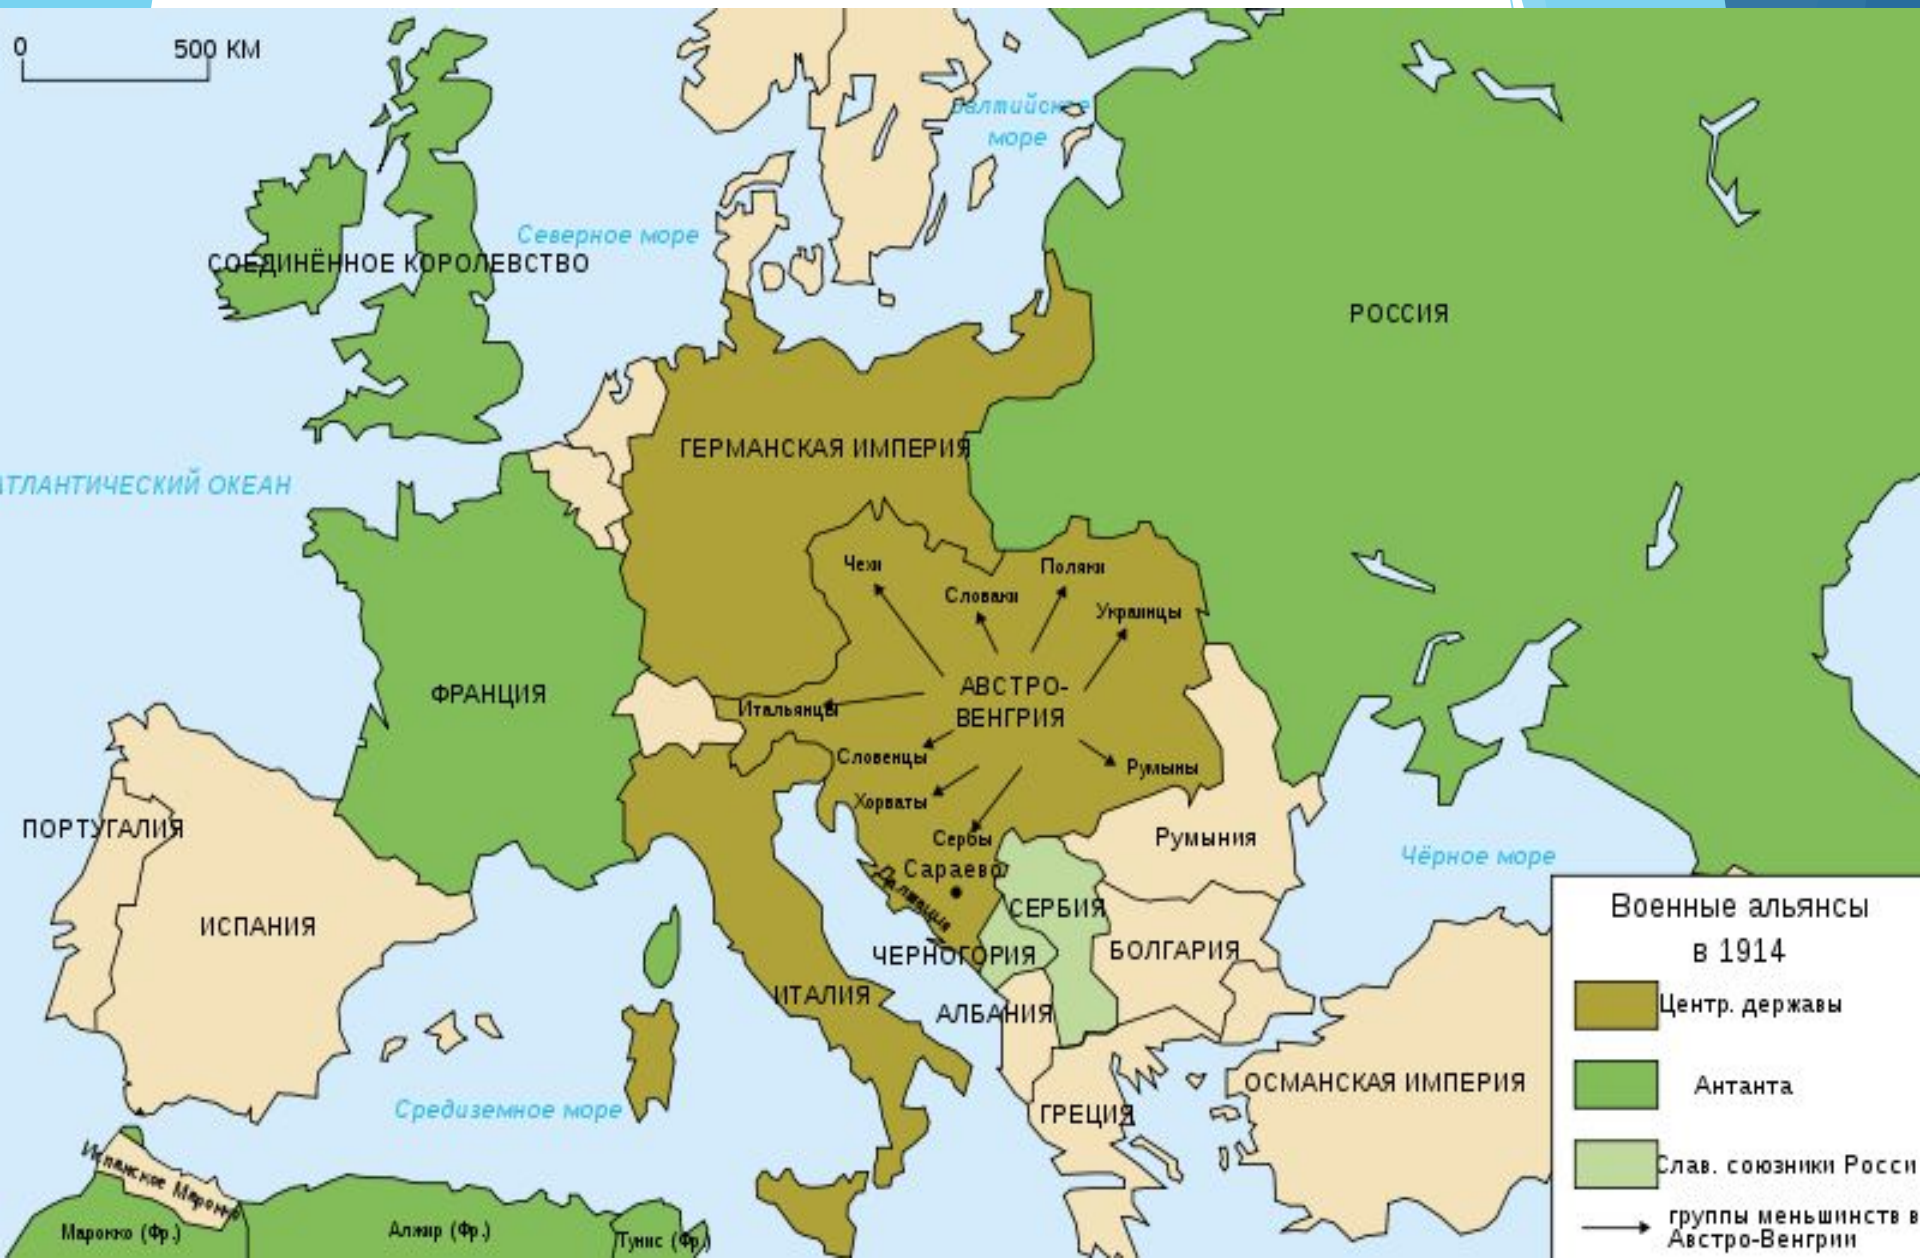 0 500 КМ
Балтийское
море
Северное море
СОЕДИНЁННОЕ КОРОЛЕВСТВО
РОССИЯ
ГЕРМАНСКАЯ ИМПЕРИЯ
АТЛАНТИЧЕСКИЙ ОКЕАН
Чехи
Поляки
Словаки
Украинцы
ФРАНЦИЯ
АВСТРО-
ВЕНГРИЯ
Итальянцы
Словенцы
Румыны
Хорваты
ПОРТУГАЛИЯ
Сербы
Румыния
Чёрное море
Сараево
Далмация
СЕРБИЯ
ИСПАНИЯ
ЧЕРНОГОРИЯ
БОЛГАРИЯ
ИТАЛИЯ
АЛБАНИЯ
ОСМАНСКАЯ ИМПЕРИЯ
Средиземное море
ГРЕЦИЯ
Испанское Марокко
Марокко (Фр.)
Алжир (Фр.)
Тунис (Фр.)
Военные альянсы
в 1914
Центр. державы
Антанта
Слав. союзники Росси
группы меньшинств в
Австро-Венгрии